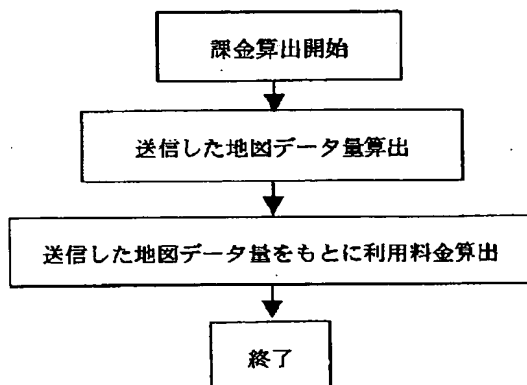 課金算出開始
送信した地図データ量算出
送信した地図データ量をもとに利用料金算出
終了